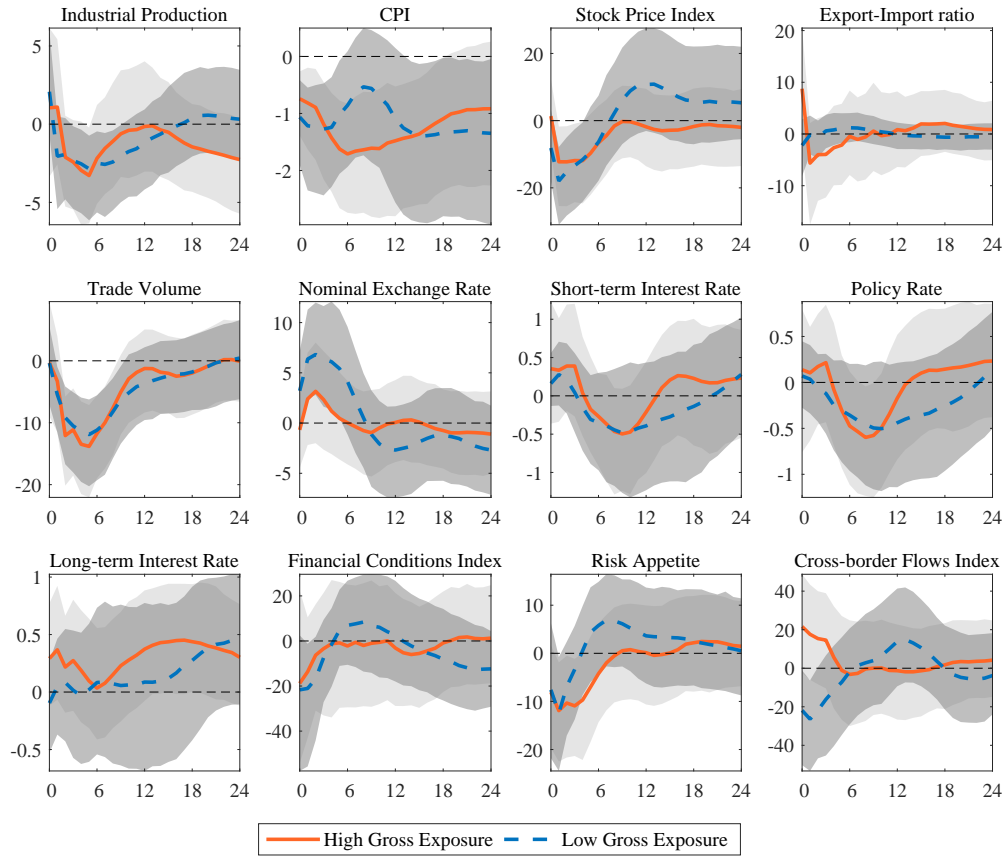 Industrial Production
CPI
Stock Price Index
Export-Import ratio
5
0
-5
0 6 12 18 24
0
-1
-2
0 6 12 18 24
20
0
-20
0 6 12 18 24
20
10
0
-10
0 6 12 18 24
Trade Volume
Nominal Exchange Rate
Short-term Interest Rate
Policy Rate
0
-10
-20
0 6 12 18 24
10
5
0
-5
0 6 12 18 24
1
0.5
0
-0.5
-1
0 6 12 18 24
0.5
0
-0.5
-1
0 6 12 18 24
Long-term Interest Rate
Financial Conditions Index
Risk Appetite
Cross-border Flows Index
1
0.5
0
-0.5
0 6 12 18 24
20
0
-20
-40
0 6 12 18 24
10
0
-10
-20
0 6 12 18 24
40
20
0
-20
-40
0 6 12 18 24
High Gross Exposure
Low Gross Exposure